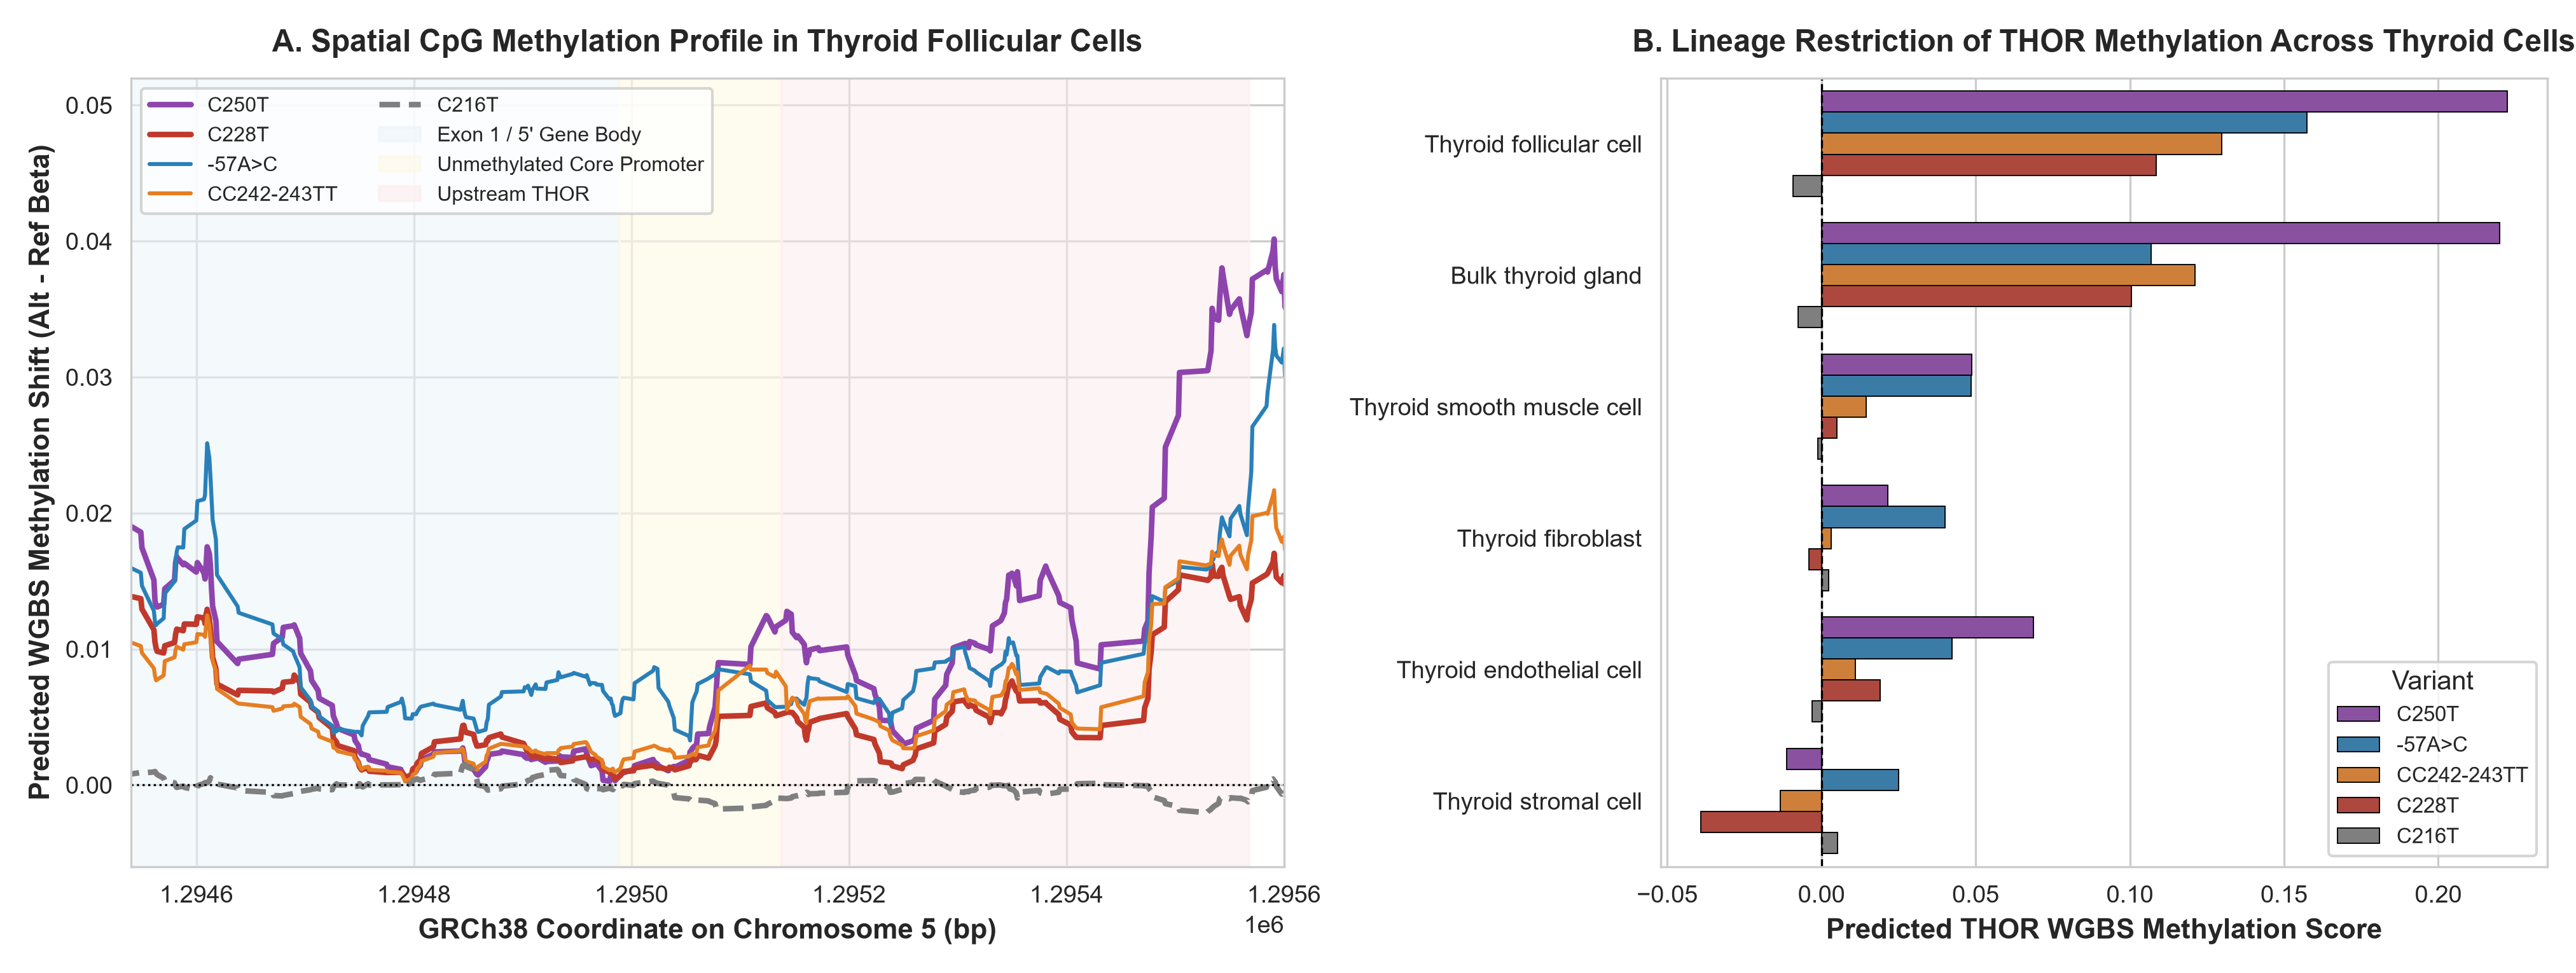 A. Spatial CpG Methylation Profile in Thyroid Follicular Cells
Predicted WGBS Methylation Shift (Alt - Ref Beta)
0.05
0.04
0.03
0.02
0.01
0.00
C250T
C228T
-57A>C
CC242-243TT
C216T
Exon 1 / 5' Gene Body
Unmethylated Core Promoter
Upstream THOR
1.2946
1.2948
1.2950
1.2952
1.2954
1.2956
1e6
GRCh38 Coordinate on Chromosome 5 (bp)
B. Lineage Restriction of THOR Methylation Across Thyroid Cells
Thyroid follicular cell
Bulk thyroid gland
Thyroid smooth muscle cell
Thyroid fibroblast
Thyroid endothelial cell
Thyroid stromal cell
Variant
C250T
-57A>C
CC242-243TT
C228T
C216T
−0.05
0.00
0.05
0.10
0.15
0.20
Predicted THOR WGBS Methylation Score